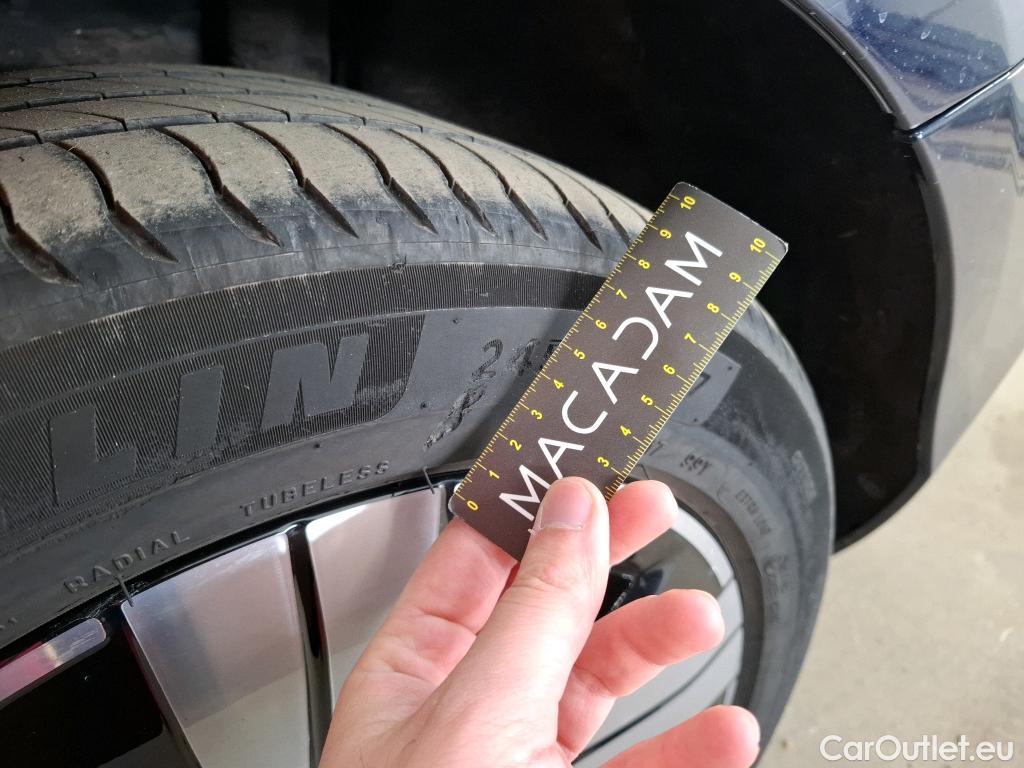 LIN
245
TUBELESS
RADIAL
MACADAM
0 1 2 3 4 5 6 7 8 9 10
3 4 5 6 7 8 9 10
CarOutlet.eu